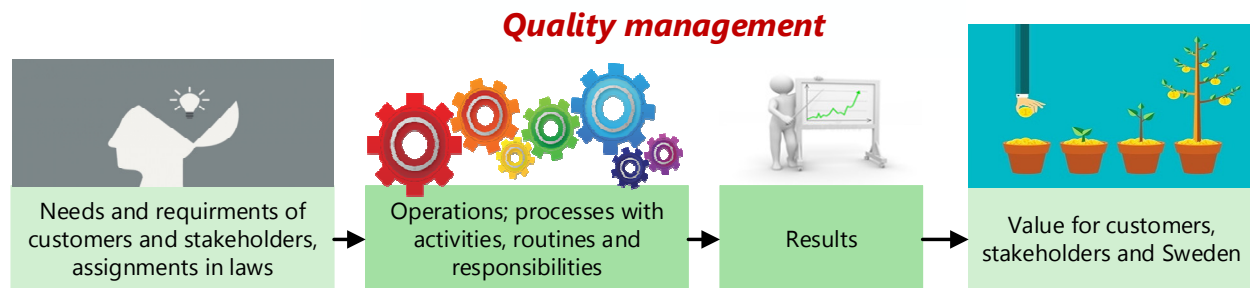 Quality management
Needs and requirments of
customers and stakeholders,
assignments in laws
Operations; processes with
activities, routines and
responsibilities
Results
Value for customers,
stakeholders and Sweden